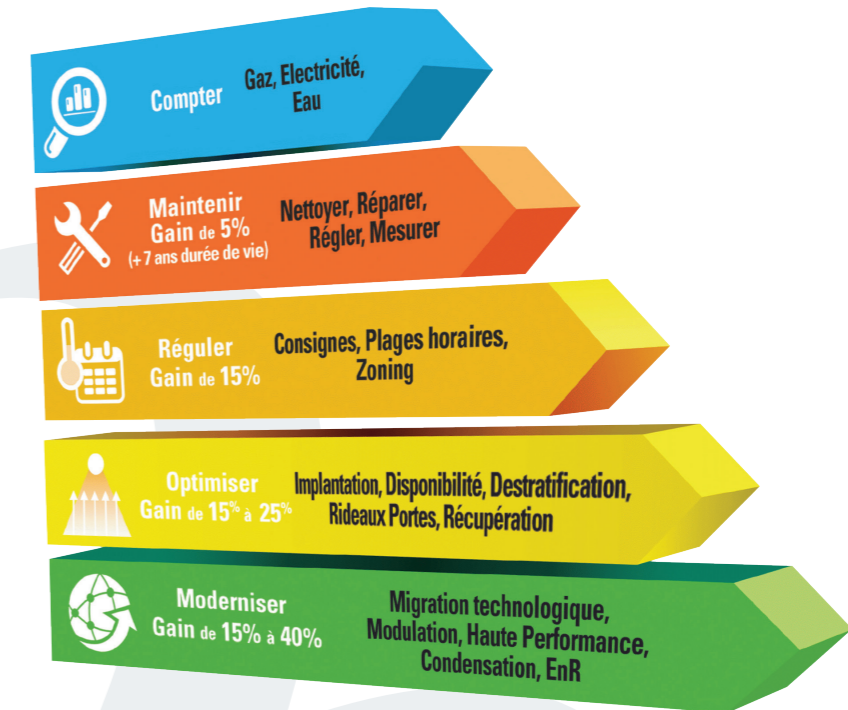 Compter
Gaz, Electricité,
Eau
Maintenir
Gain de 5%
(+ 7 ans durée de vie)
Nettoyer, Réparer,
Régler, Mesurer
Réguler
Gain de 15%
Consignes, Plages horaires,
Zoning
Optimiser
Gain de 15% à 25%
Implantation, Disponibilité, Destratification,
Rideaux Portes, Récupération
Moderniser
Gain de 15% à 40%
Migration technologique,
Modulation, Haute Performance,
Condensation, EnR